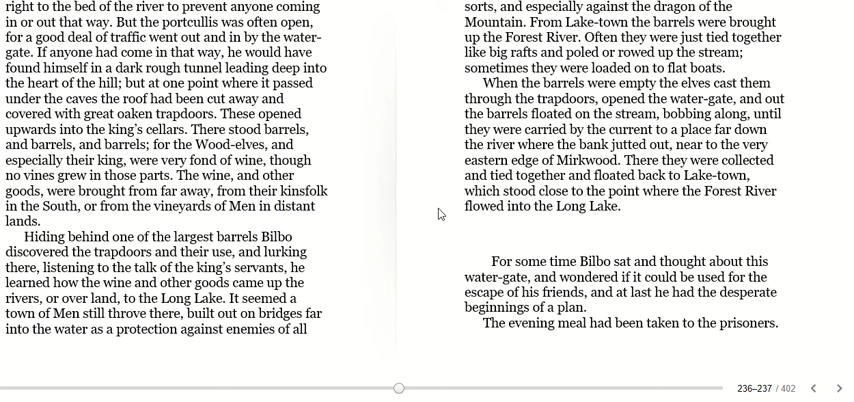 right to the bed of the river to prevent anyone coming
in or out that way. But the portcullis was often open,
for a good deal of traffic went out and in by the water-
gate. If anyone had come in that way, he would have
found himself in a dark rough tunnel leading deep into
the heart of the hill; but at one point where it passed
under the caves the roof had been cut away and
covered with great oaken trapdoors. These opened
upwards into the king's cellars. There stood barrels,
and barrels, and barrels; for the Wood-elves, and
especially their king, were very fond of wine, though
no vines grew in those parts. The wine, and other
goods, were brought from far away, from their kinsfolk
in the South, or from the vineyards of Men in distant
lands.
Hiding behind one of the largest barrels Bilbo
discovered the trapdoors and their use, and lurking
there, listening to the talk of the king's servants, he
learned how the wine and other goods came up the
rivers, or over land, to the Long Lake. It seemed a
town of Men still throve there, built out on bridges far
into the water as a protection against enemies of all
sorts, and especially against the dragon of the
Mountain. From Lake-town the barrels were brought
up the Forest River. Often they were just tied together
like big rafts and poled or rowed up the stream;
sometimes they were loaded on to flat boats.
When the barrels were empty the elves cast them
through the trapdoors, opened the water-gate, and out
the barrels floated on the stream, bobbing along, until
they were carried by the current to a place far down
the river where the bank jutted out, near to the very
eastern edge of Mirkwood. There they were collected
and tied together and floated back to Lake-town,
which stood close to the point where the Forest River
flowed into the Long Lake.
For some time Bilbo sat and thought about this
water-gate, and wondered if it could be used for the
escape of his friends, and at last he had the desperate
beginnings of a plan.
The evening meal had been taken to the prisoners.
236–237 / 402